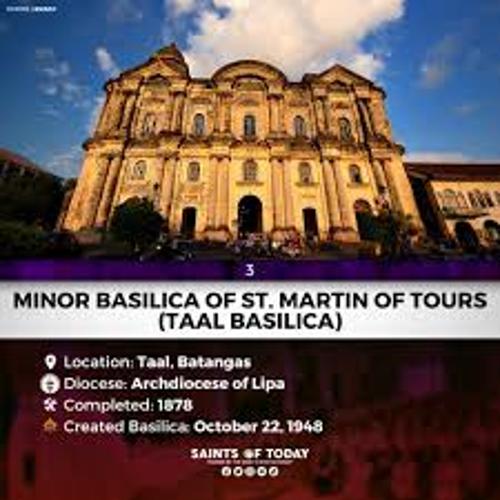 3
MINOR BASILICA OF ST. MARTIN OF TOURS
(TAAL BASILICA)
Location: Taal, Batangas
Diocese: Archdiocese of Lipa
Completed: 1878
Created Basilica: October 22, 1948
SAINTS OF TODAY